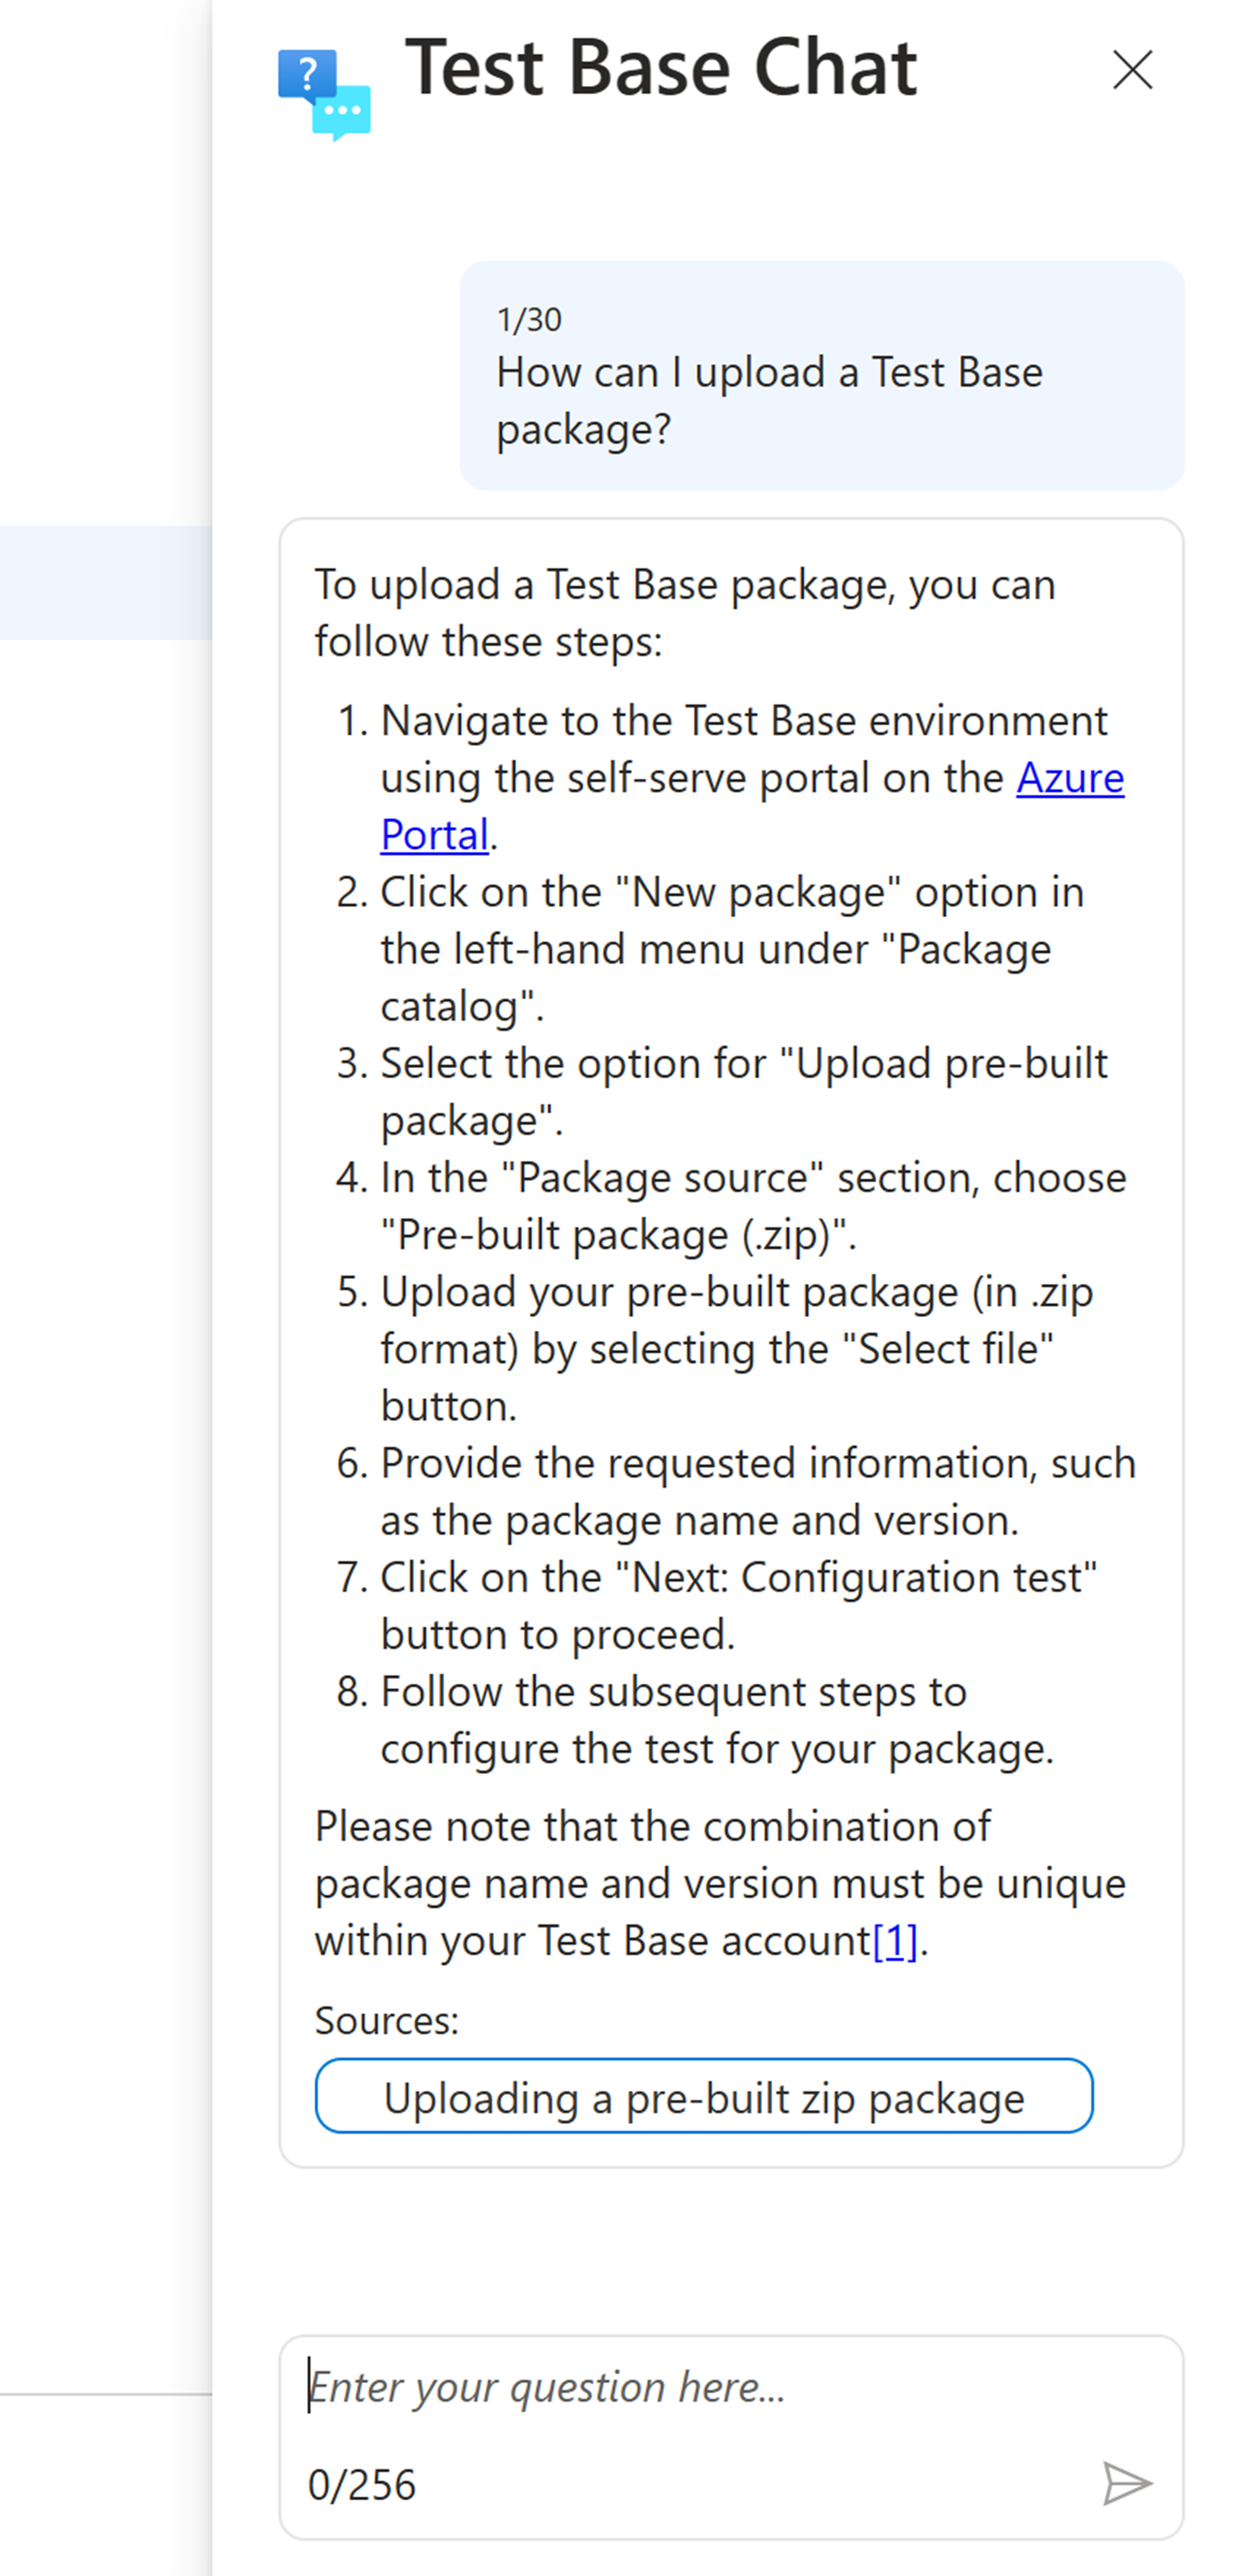 ?
Test Base Chat
1/30
How can I upload a Test Base
package?
To upload a Test Base package, you can
follow these steps:
1. Navigate to the Test Base environment
using the self-serve portal on the Azure
Portal.
2. Click on the "New package" option in
the left-hand menu under "Package
catalog".
3. Select the option for "Upload pre-built
package".
4. In the "Package source" section, choose
"Pre-built package (.zip)".
5. Upload your pre-built package (in .zip
format) by selecting the "Select file"
button.
6. Provide the requested information, such
as the package name and version.
7. Click on the "Next: Configuration test"
button to proceed.
8. Follow the subsequent steps to
configure the test for your package.
Please note that the combination of
package name and version must be unique
within your Test Base account[1].
Sources:
Uploading a pre-built zip package
Enter your question here...
0/256